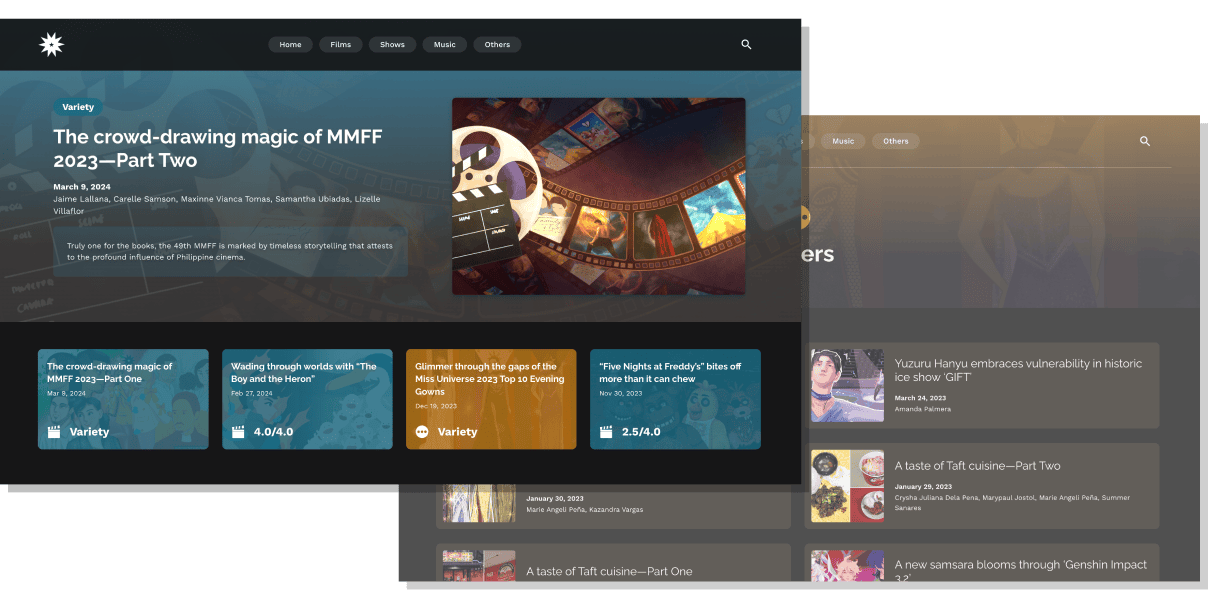 Home
Films
Shows
Music
Others
Variety
The crowd-drawing magic of MMFF
2023—Part Two
March 9, 2024
Jaime Lallana, Carelle Samson, Maxinne Vianca Tomas, Samantha Ubiadas, Lizelle
Villaflor
Truly one for the books, the 49th MMFF is marked by timeless storytelling that attests
to the profound influence of Philippine cinema.
The crowd-drawing magic of
MMFF 2023—Part One
Mar 9, 2024
Variety
Wading through worlds with “The
Boy and the Heron”
Feb 27, 2024
4.0/4.0
Glimmer through the gaps of the
Miss Universe 2023 Top 10 Evening
Gowns
Dec 19, 2023
Variety
“Five Nights at Freddy's” bites off
more than it can chew
Nov 30, 2023
2.5/4.0
Music
Others
ers
Yuzuru Hanyu embraces vulnerability in historic
ice show ‘GIFT’
March 24, 2023
Amanda Palmera
January 30, 2023
Marie Angeli Peña, Kazandra Vargas
A taste of Taft cuisine—Part Two
January 29, 2023
Crysha Juliana Dela Pena, Marypaul Jostol, Marie Angeli Peña, Summer
Sanares
A taste of Taft cuisine—Part One
A new samsara blooms through ‘Genshin Impact
3.2’